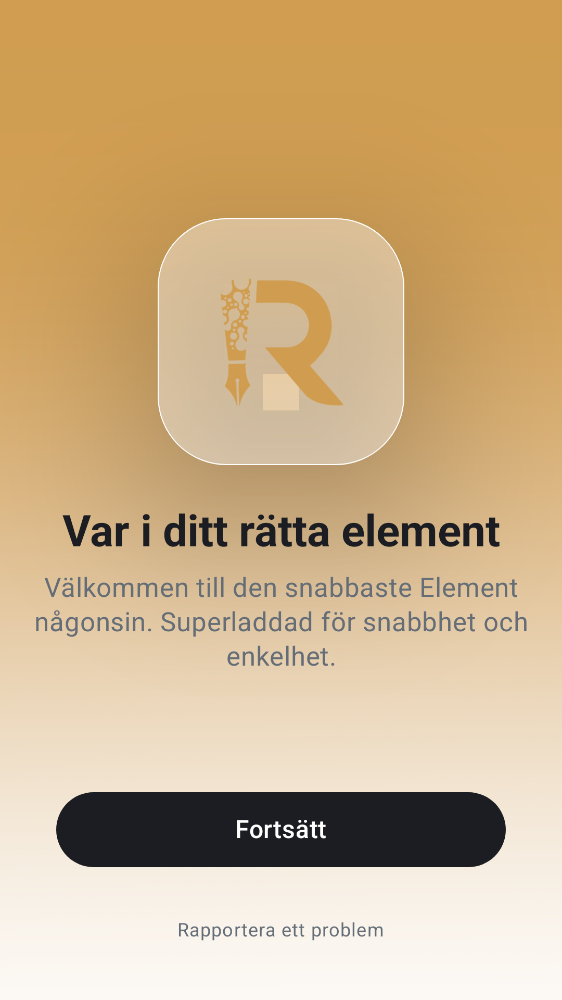 R
Var i ditt rätta element
Välkommen till den snabbaste Element
någonsin. Superladdad för snabbhet och
enkelhet.
Fortsätt
Rapportera ett problem